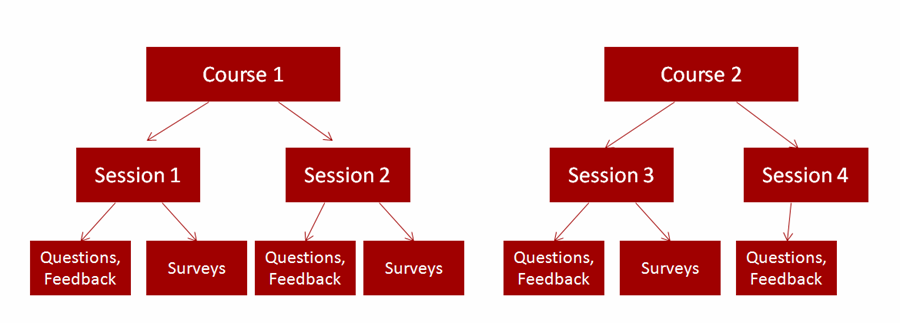 Course 1
Course 2
Session 1
Session 2
Session 3
Session 4
Questions,
Feedback
Surveys
Questions,
Feedback
Surveys
Questions,
Feedback
Surveys
Questions,
Feedback